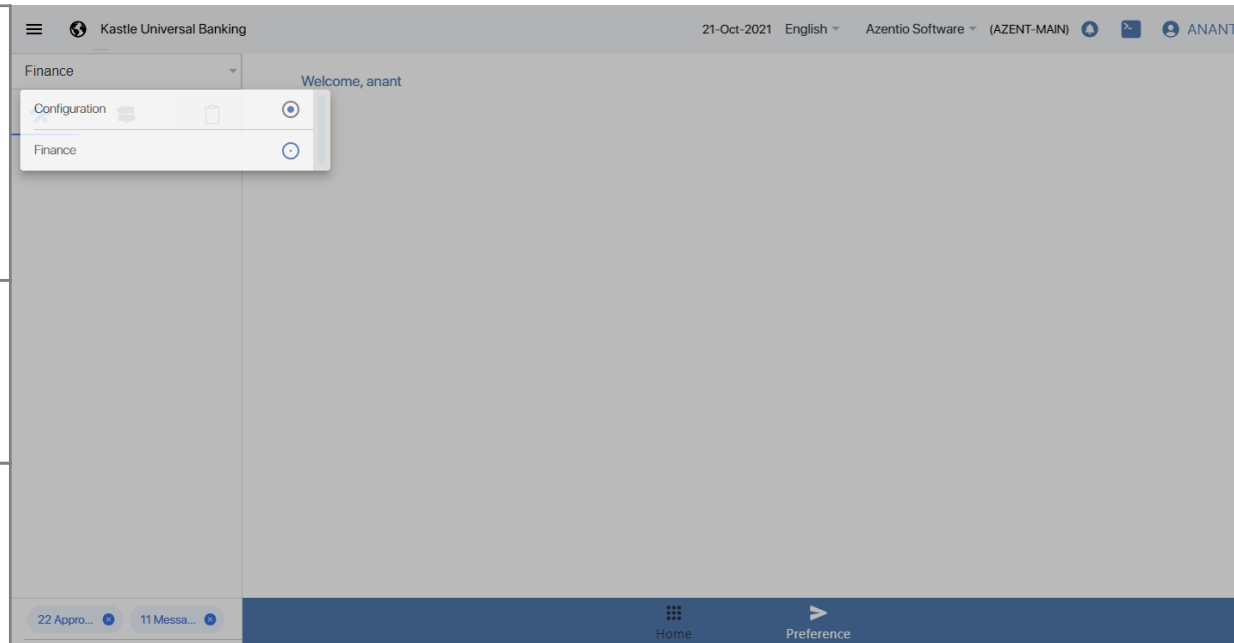 Kastle Universal Banking 21-Oct-2021 English Azentio Software (AZENT-MAIN) ANANT
Finance
Welcome, anant
Configuration
Finance
22 Appro... 11 Messa...
Home Preference